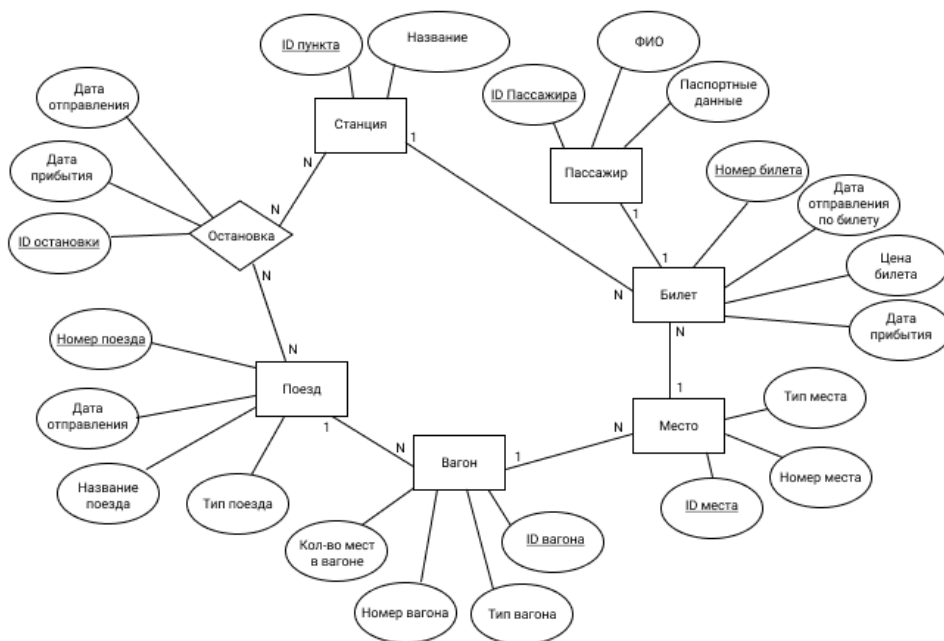 ID пункта
Название
ФИО
Дата
отправления
ID Пассажира
Паспортные
данные
Станция
N
1
Дата
прибытия
Пассажир
Номер билета
Дата
отправления
по билету
N
1
ID остановки
Остановка
N
1
Цена
билета
N
Билет
N
Дата
прибытия
Номер поезда
N
Поезд
1
Тип места
Дата
отправления
1
N
N
Место
Вагон
1
Название
поезда
Тип поезда
Номер места
ID места
Кол-во мест
в вагоне
ID вагона
Номер вагона
Тип вагона